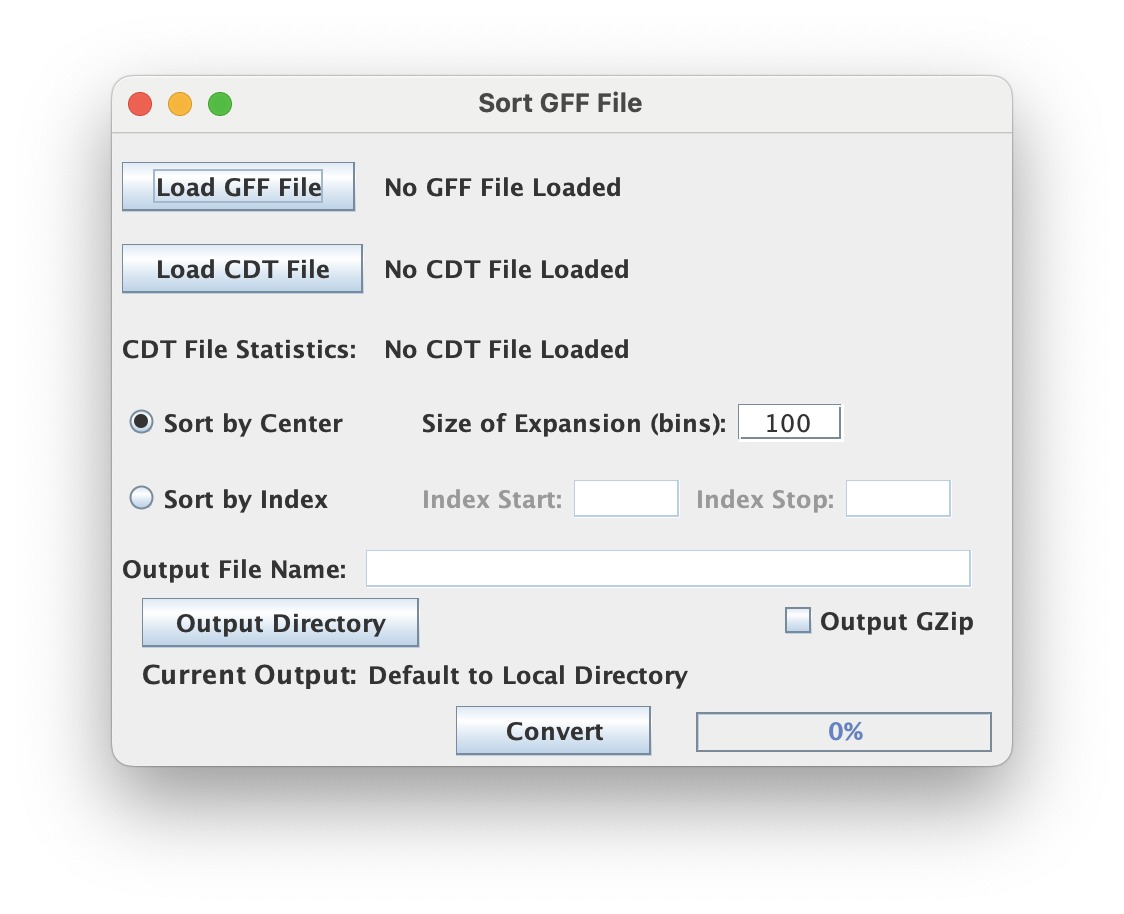 Sort GFF File
Load GFF File No GFF File Loaded
Load CDT File No CDT File Loaded
CDT File Statistics: No CDT File Loaded
Sort by Center Size of Expansion (bins): 100
Sort by Index Index Start: Index Stop:
Output File Name:
Output Directory Output GZip
Current Output: Default to Local Directory
Convert 0%